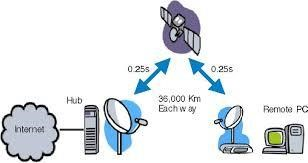 0.25s
0.25s
Hub
36,000 Km
Each way
Remote PC
Internet